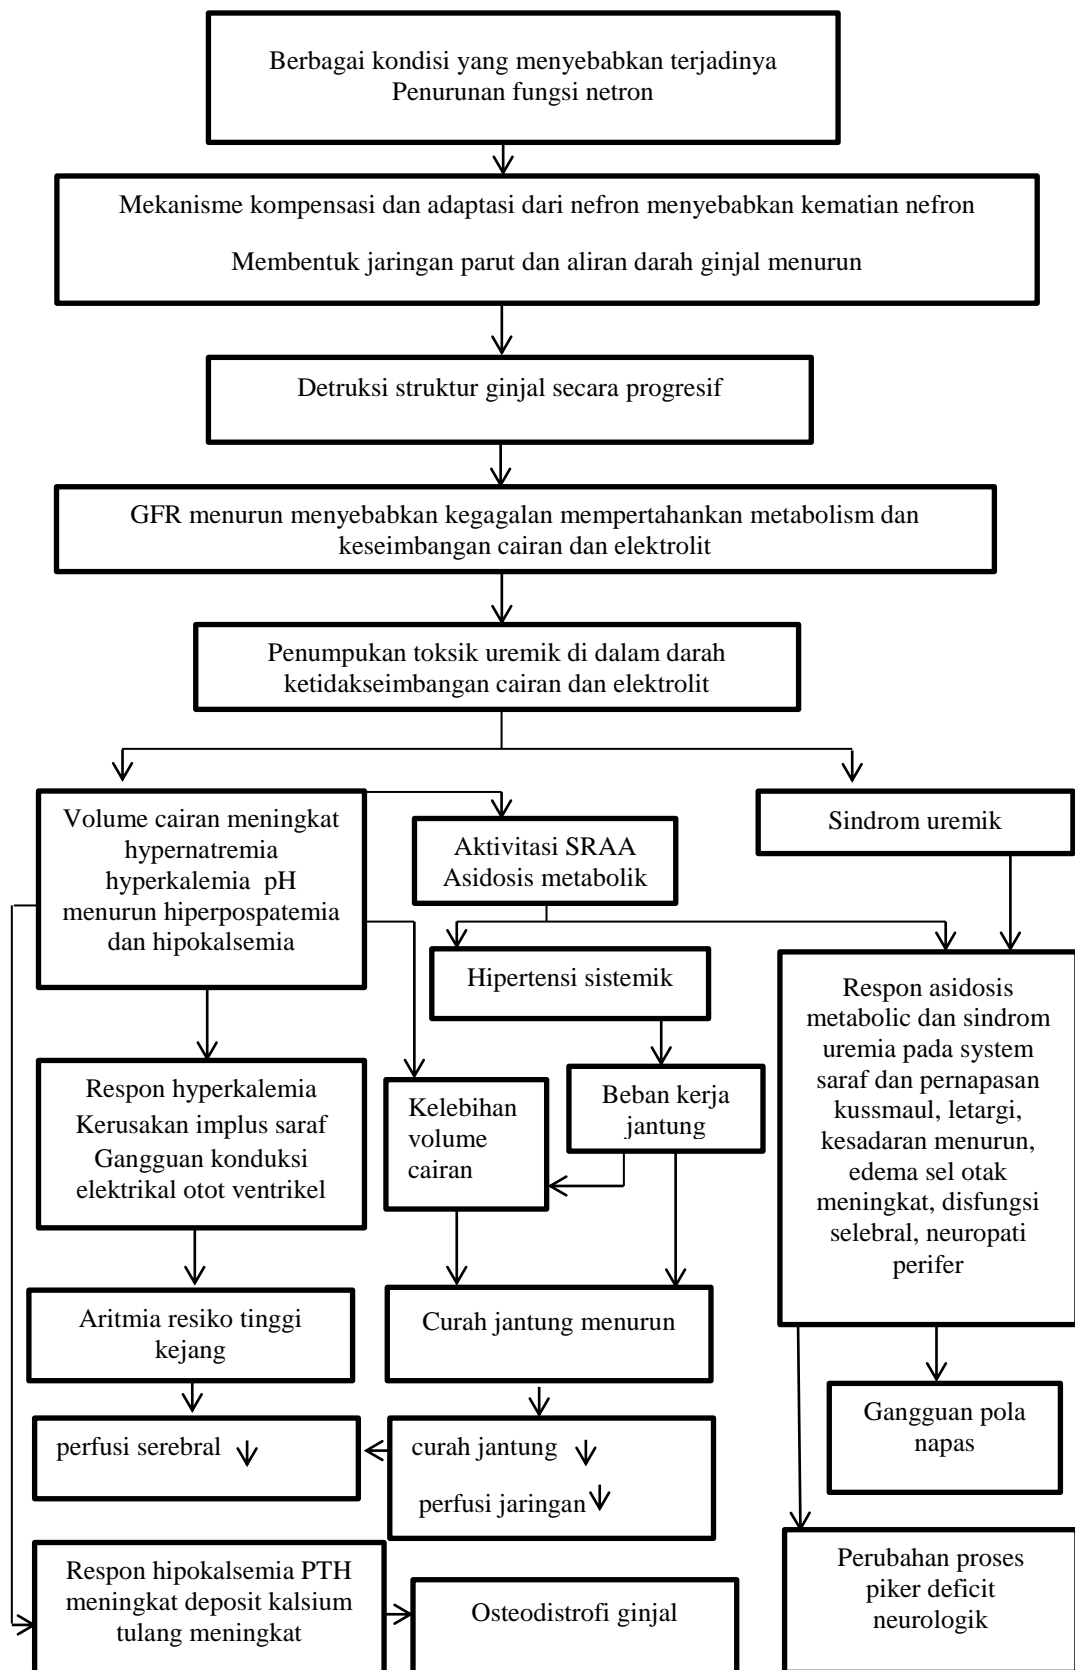 Berbagai kondisi yang menyebabkan terjadinya
Penurunan fungsi netron
Mekanisme kompensasi dan adaptasi dari nefron menyebabkan kematian nefron
Membentuk jaringan parut dan aliran darah ginjal menurun
Detruksi struktur ginjal secara progresif
GFR menurun menyebabkan kegagalan mempertahankan metabolism dan
keseimbangan cairan dan elektrolit
Penumpukan toksik uremik di dalam darah
ketidakseimbangan cairan dan elektrolit
Volume cairan meningkat
hypernatremia
hyperkalemia pH
menurun hiperpospatemia
dan hipokalsemia
Aktivitasi SRAA
Asidosis metabolik
Sindrom uremik
Hipertensi sistemik
Respon asidosis
metabolic dan sindrom
uremia pada system
saraf dan pernapasan
kussmaul, letargi,
kesadaran menurun,
edema sel otak
meningkat, disfungsi
selebral, neuropati
perifer
Respon hyperkalemia
Kerusakan implus saraf
Gangguan konduksi
elektrikal otot ventrikel
Kelebihan
volume
cairan
Beban kerja
jantung
Aritmia resiko tinggi
kejang
Curah jantung menurun
Gangguan pola
napas
perfusi serebral
curah jantung
perfusi jaringan
Perubahan proses
piker deficit
neurologik
Respon hipokalsemia PTH
meningkat deposit kalsium
tulang meningkat
Osteodistrofi ginjal